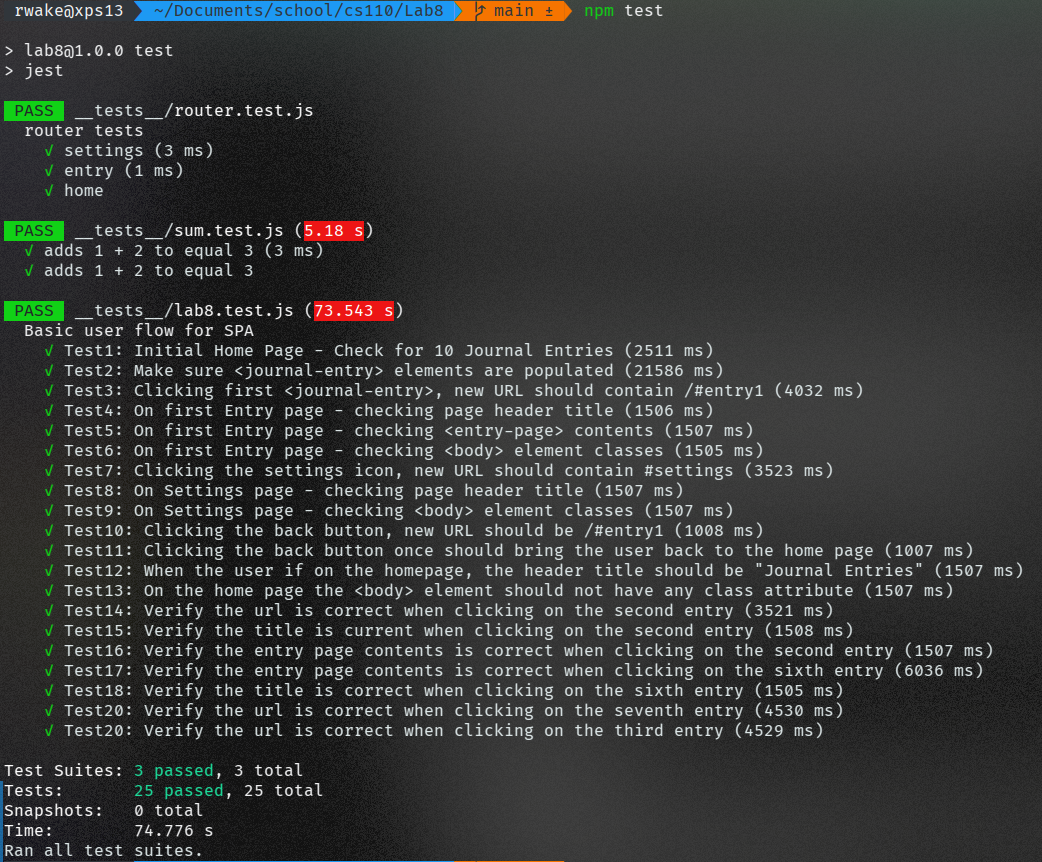 rwake@xps13 ~/Documents/school/cs110/Lab8 main ± npm test
> lab8@1.0.0 test
> jest
PASS __tests__/router.test.js
router tests
√ settings (3 ms)
√ entry (1 ms)
√ home
PASS __tests__/sum.test.js (5.18 s)
√ adds 1 + 2 to equal 3 (3 ms)
√ adds 1 + 2 to equal 3
PASS __tests__/lab8.test.js (73.543 s)
Basic user flow for SPA
√ Test1: Initial Home Page - Check for 10 Journal Entries (2511 ms)
√ Test2: Make sure <journal-entry> elements are populated (21586 ms)
√ Test3: Clicking first <journal-entry>, new URL should contain /#entry1 (4032 ms)
√ Test4: On first Entry page - checking page header title (1506 ms)
√ Test5: On first Entry page - checking <entry-page> contents (1507 ms)
√ Test6: On first Entry page - checking <body> element classes (1505 ms)
√ Test7: Clicking the settings icon, new URL should contain #settings (3523 ms)
√ Test8: On Settings page - checking page header title (1507 ms)
√ Test9: On Settings page - checking <body> element classes (1507 ms)
√ Test10: Clicking the back button, new URL should be /#entry1 (1008 ms)
√ Test11: Clicking the back button once should bring the user back to the home page (1007 ms)
√ Test12: When the user if on the homepage, the header title should be "Journal Entries" (1507 ms)
√ Test13: On the home page the <body> element should not have any class attribute (1507 ms)
√ Test14: Verify the url is correct when clicking on the second entry (3521 ms)
√ Test15: Verify the title is current when clicking on the second entry (1508 ms)
√ Test16: Verify the entry page contents is correct when clicking on the second entry (1507 ms)
√ Test17: Verify the entry page contents is correct when clicking on the sixth entry (6036 ms)
√ Test18: Verify the title is correct when clicking on the sixth entry (1505 ms)
√ Test20: Verify the url is correct when clicking on the seventh entry (4530 ms)
√ Test20: Verify the url is correct when clicking on the third entry (4529 ms)
Test Suites: 3 passed, 3 total
Tests: 25 passed, 25 total
Snapshots: 0 total
Time: 74.776 s
Ran all test suites.